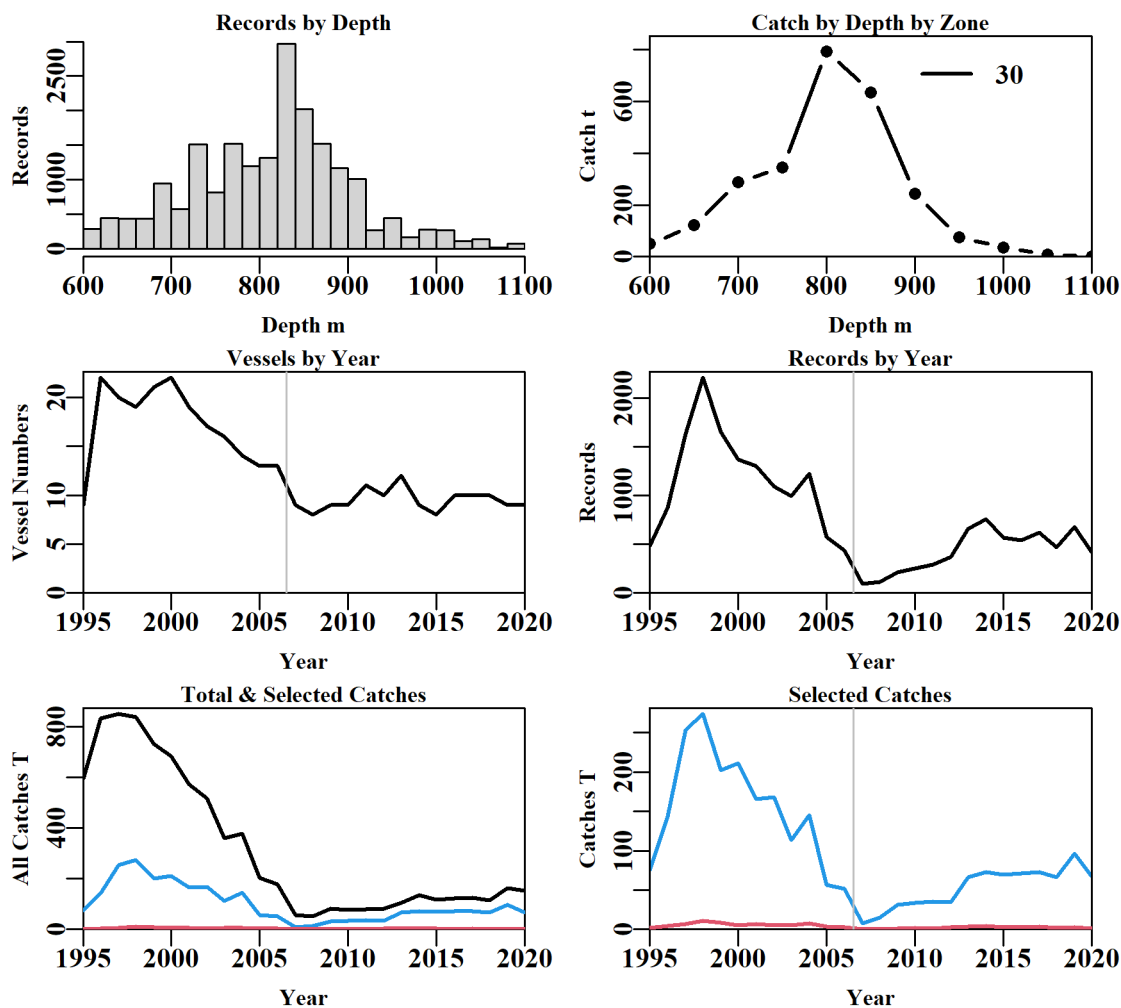 Records by Depth
Records
0 1000 2500
600 700 800 900 1000 1100
Depth m
Catch by Depth by Zone
30
Catch t
0 200 600
600 700 800 900 1000 1100
Depth m
Vessels by Year
Vessel Numbers
0 5 10 20
1995 2000 2005 2010 2015 2020
Year
Records by Year
Records
0 1000 2000
1995 2000 2005 2010 2015 2020
Year
Total & Selected Catches
All Catches T
0 400 800
1995 2000 2005 2010 2015 2020
Year
Selected Catches
Catches T
0 100 200
1995 2000 2005 2010 2015 2020
Year